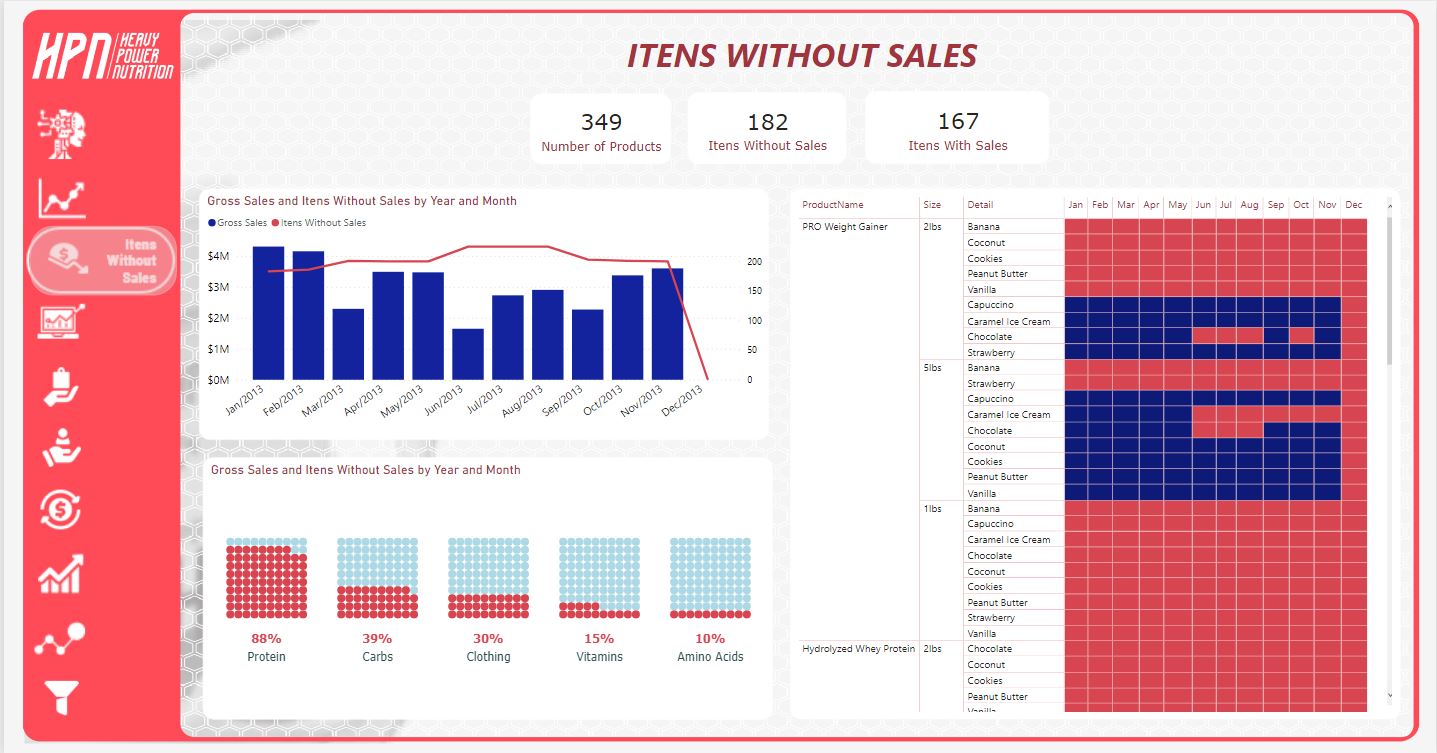 HPN
HEAVY
POWER
NUTRITION
Itens
Without
Sales
ITENS WITHOUT SALES
349
Number of Products
182
Itens Without Sales
167
Itens With Sales
Gross Sales and Itens Without Sales by Year and Month
Gross Sales Itens Without Sales
$4M
$3M
$2M
$1M
$0M
200
150
100
50
0
Jan/2013
Feb/2013
Mar/2013
Apr/2013
May/2013
Jun/2013
Jul/2013
Aug/2013
Sep/2013
Oct/2013
Nov/2013
Dec/2013
Gross Sales and Itens Without Sales by Year and Month
88%
Protein
39%
Carbs
30%
Clothing
15%
Vitamins
10%
Amino Acids
ProductName Size Detail Jan Feb Mar Apr May Jun Jul Aug Sep Oct Nov Dec
PRO Weight Gainer 2lbs Banana
Coconut
Cookies
Peanut Butter
Vanilla
Capuccino
Caramel Ice Cream
Chocolate
Strawberry
5lbs Banana
Strawberry
Capuccino
Caramel Ice Cream
Chocolate
Coconut
Cookies
Peanut Butter
Vanilla
1lbs Banana
Capuccino
Caramel Ice Cream
Chocolate
Coconut
Cookies
Peanut Butter
Strawberry
Vanilla
Hydrolyzed Whey Protein 2lbs Chocolate
Coconut
Cookies
Peanut Butter
Vanilla